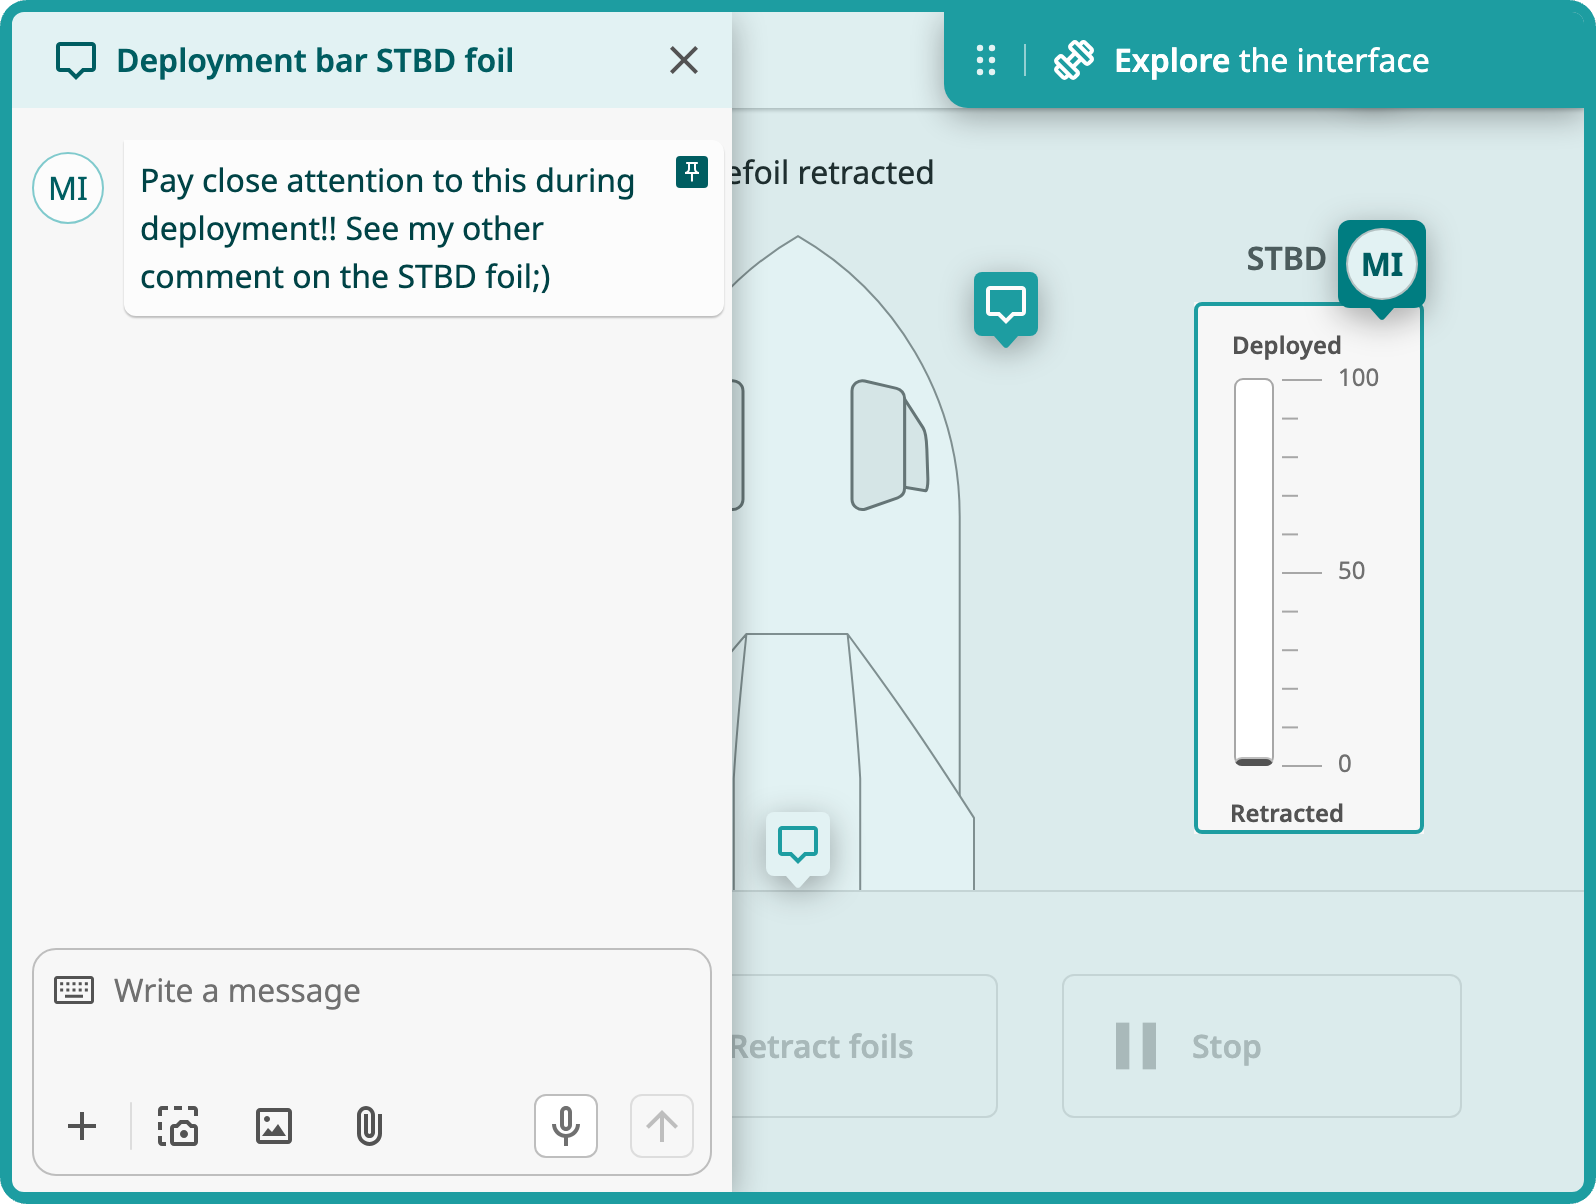 Deployment bar STBD foil
Explore the interface
MI
Pay close attention to this during
deployment!! See my other
comment on the STBD foil;)
efoil retracted
STBD
MI
Deployed
100
50
0
Retracted
Write a message
Retract foils
Stop